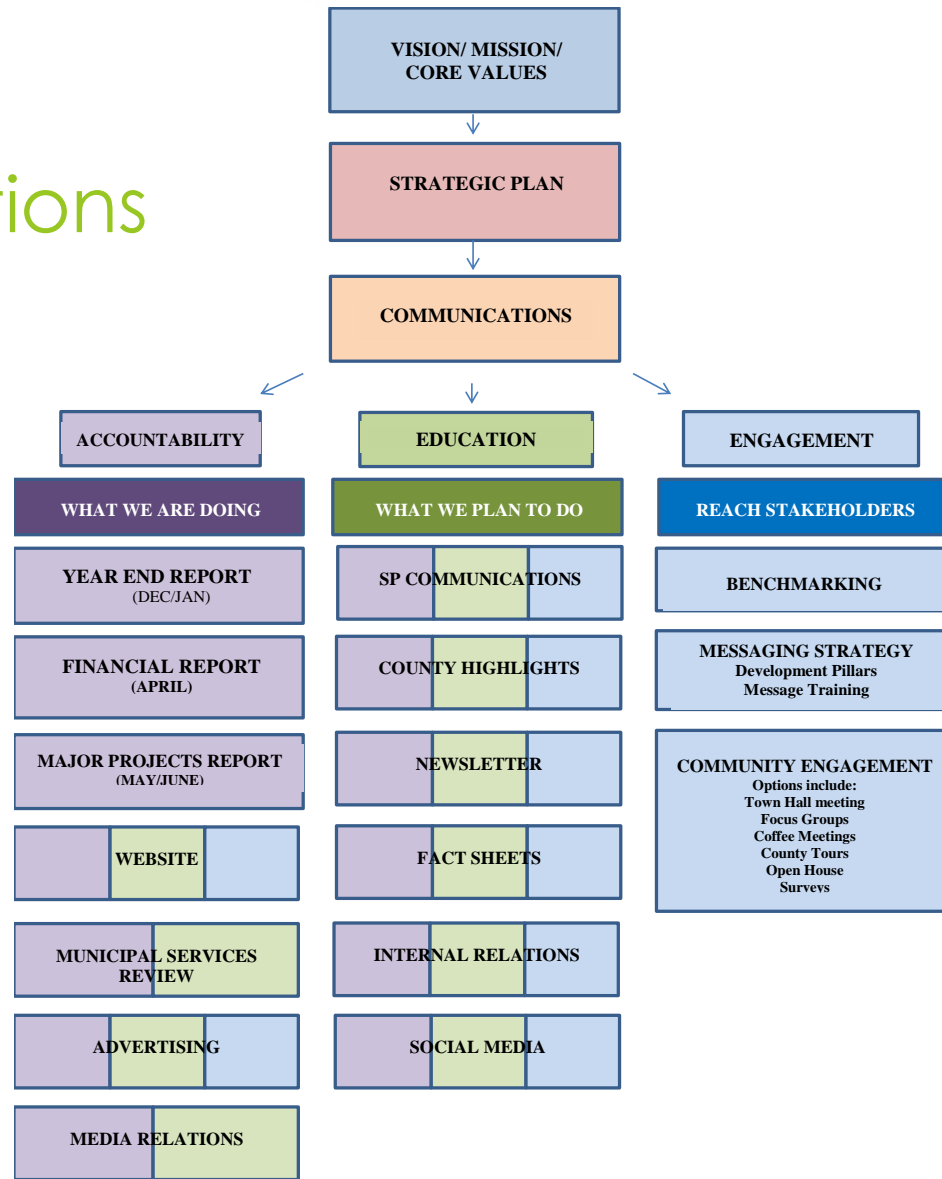 tions
VISION/ MISSION/
CORE VALUES
STRATEGIC PLAN
COMMUNICATIONS
ACCOUNTABILITY
EDUCATION
ENGAGEMENT
WHAT WE ARE DOING
WHAT WE PLAN TO DO
REACH STAKEHOLDERS
YEAR END REPORT
(DEC/JAN)
FINANCIAL REPORT
(APRIL)
MAJOR PROJECTS REPORT
(MAY/JUNE)
WEBSITE
MUNICIPAL SERVICES
REVIEW
ADVERTISING
MEDIA RELATIONS
SP COMMUNICATIONS
COUNTY HIGHLIGHTS
NEWSLETTER
FACT SHEETS
INTERNAL RELATIONS
SOCIAL MEDIA
BENCHMARKING
MESSAGING STRATEGY
Development Pillars
Message Training
COMMUNITY ENGAGEMENT
Options include:
Town Hall meeting
Focus Groups
Coffee Meetings
County Tours
Open House
Surveys